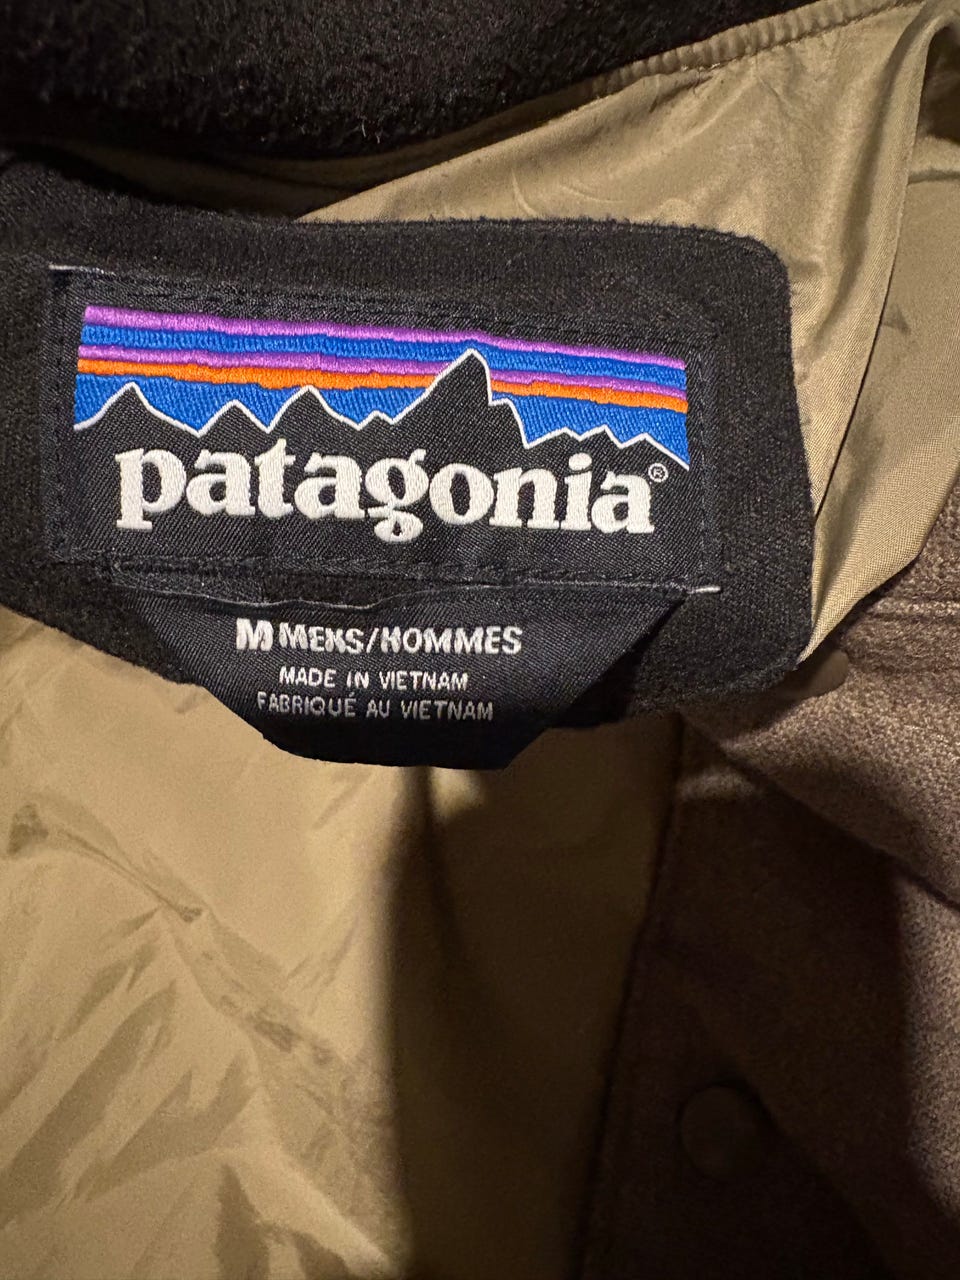 patagonia®
M MENS/HOMMES
MADE IN VIETNAM
FABRIQUÉ AU VIETNAM